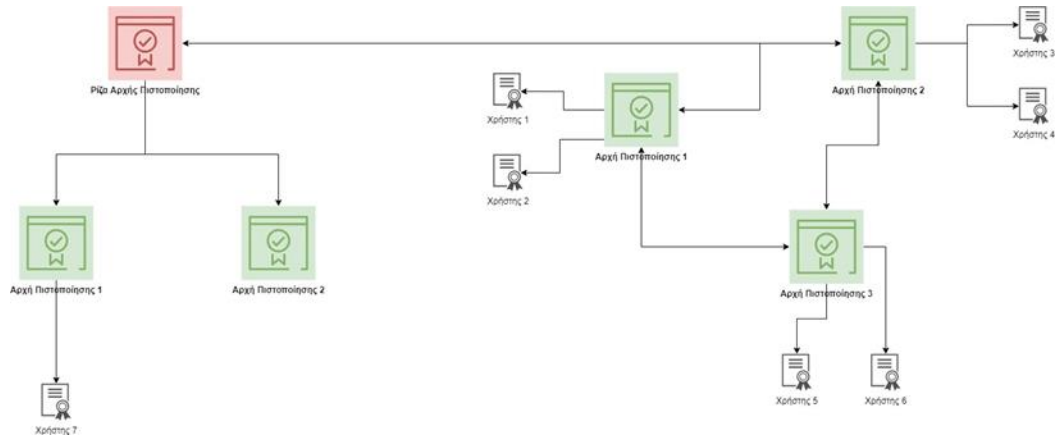 Ρίζα Αρχής Πιστοποίησης
Αρχή Πιστοποίησης 2
Χρήστης 3
Χρήστης 1
Χρήστης 4
Αρχή Πιστοποίησης 1
Χρήστης 2
Αρχή Πιστοποίησης 1
Αρχή Πιστοποίησης 2
Αρχή Πιστοποίησης 3
Χρήστης 5
Χρήστης 6
Χρήστης 7